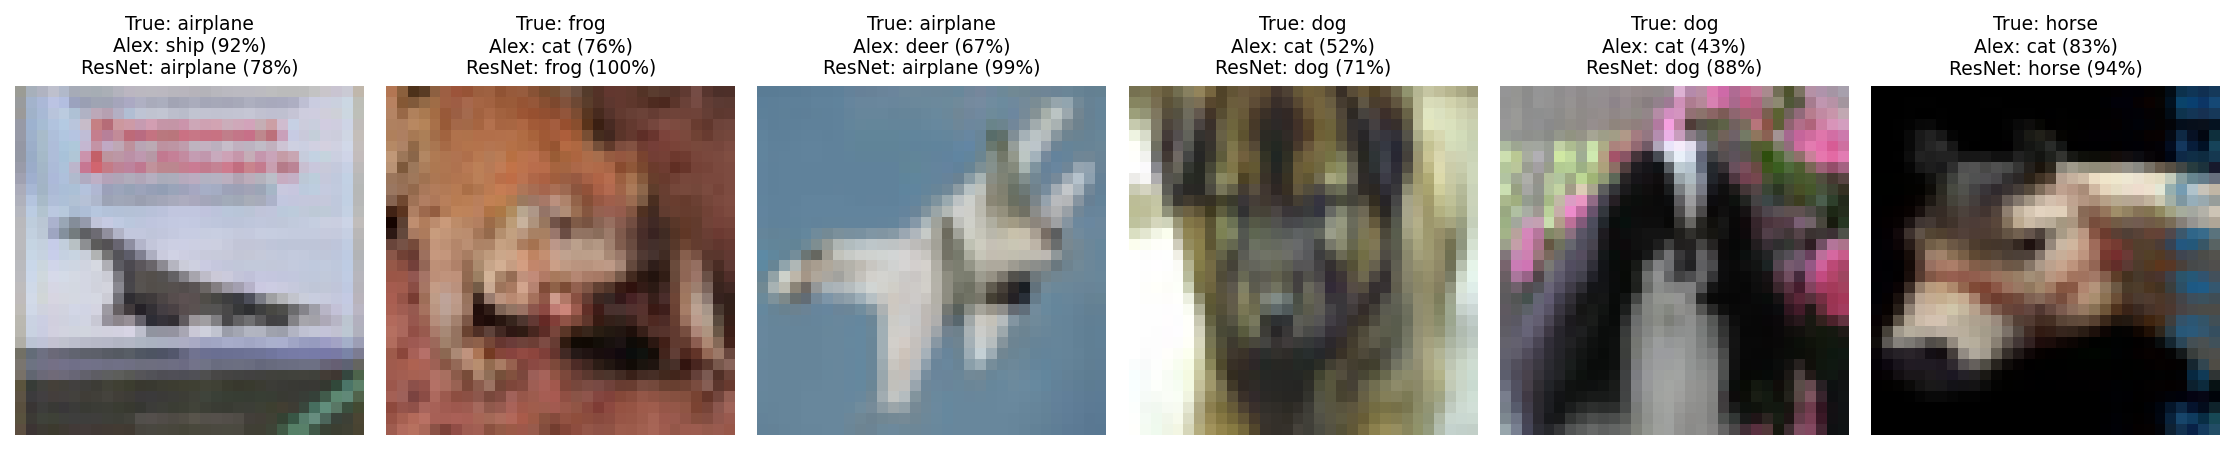 True: airplane
Alex: ship (92%)
ResNet: airplane (78%)
True: frog
Alex: cat (76%)
ResNet: frog (100%)
True: airplane
Alex: deer (67%)
ResNet: airplane (99%)
True: dog
Alex: cat (52%)
ResNet: dog (71%)
True: dog
Alex: cat (43%)
ResNet: dog (88%)
True: horse
Alex: cat (83%)
ResNet: horse (94%)